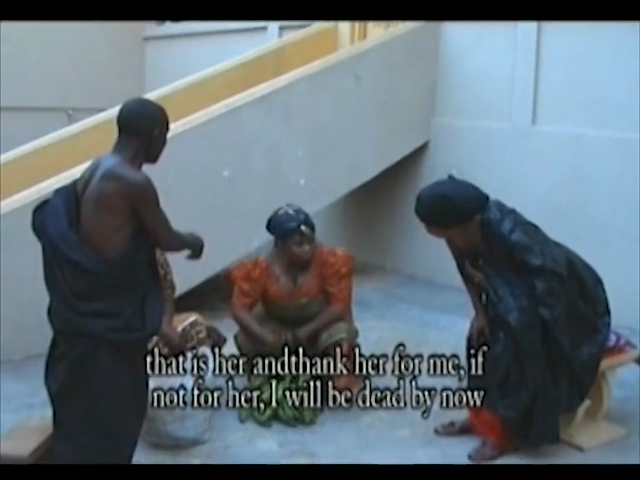 that is her andthank her for me, if
not for her, I will be dead by now